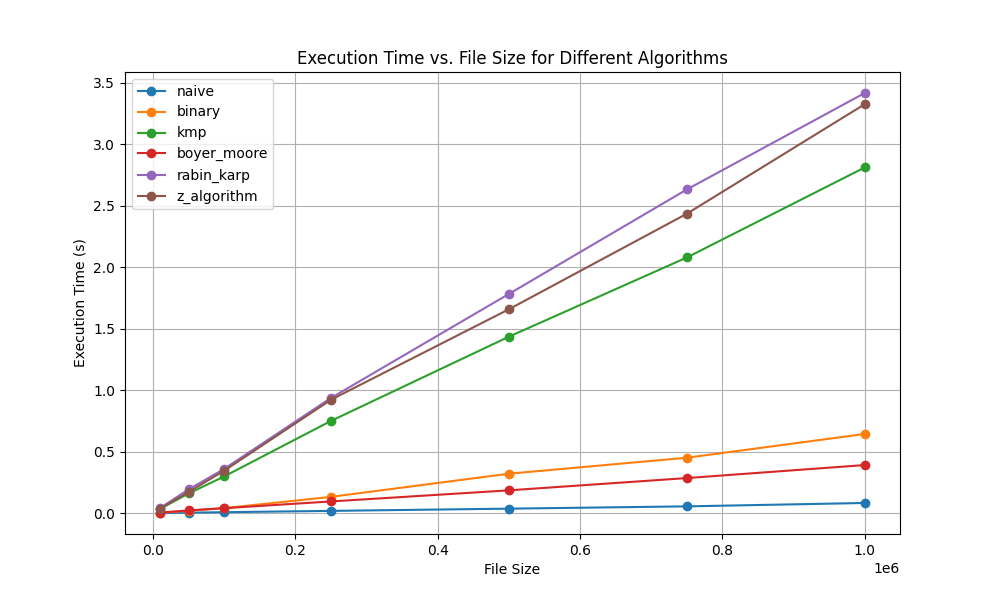 Execution Time vs. File Size for Different Algorithms
naive
binary
kmp
boyer_moore
rabin_karp
z_algorithm
Execution Time (s)
3.5
3.0
2.5
2.0
1.5
1.0
0.5
0.0
0.0 0.2 0.4 0.6 0.8 1.0
1e6
File Size